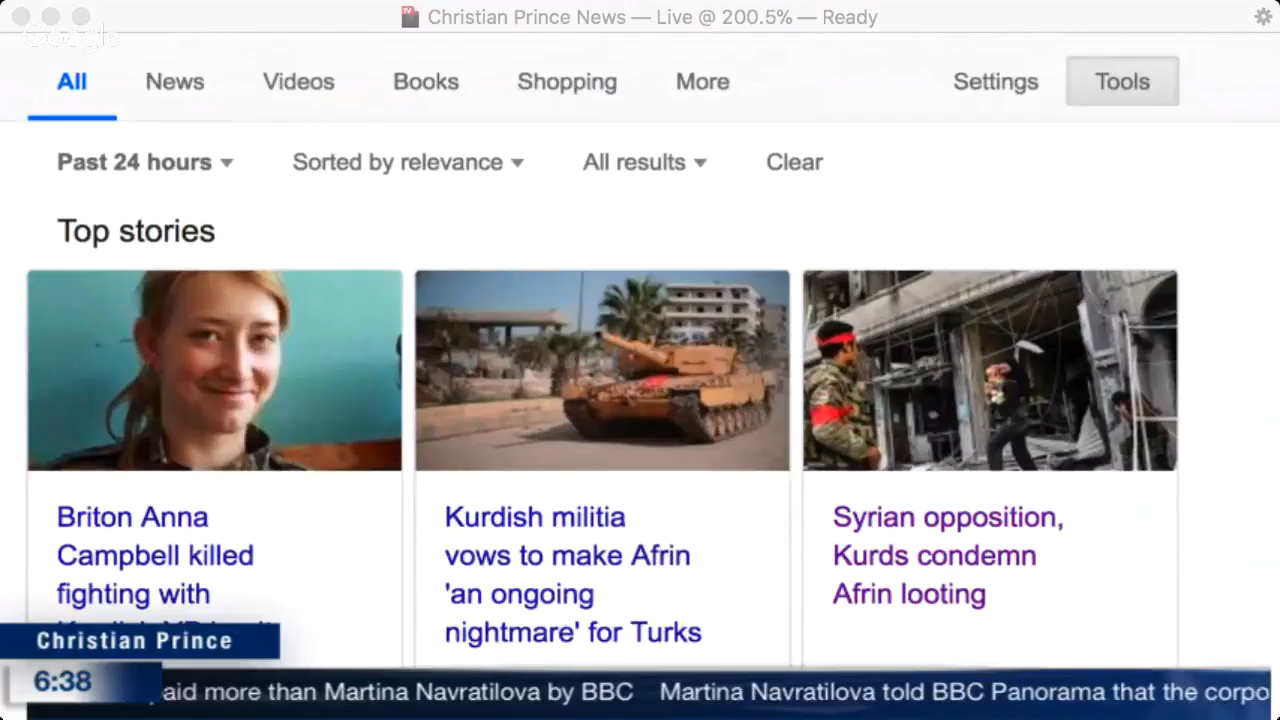 Christian Prince News — Live @ 200.5% — Ready
Google
All News Videos Books Shopping More Settings Tools
Past 24 hours Sorted by relevance All results Clear
Top stories
Briton Anna
Campbell killed
fighting with
Kurdish militia
vows to make Afrin
'an ongoing
nightmare' for Turks
Syrian opposition,
Kurds condemn
Afrin looting
Christian Prince
6:38
aid more than Martina Navratilova by BBC Martina Navratilova told BBC Panorama that the corpo